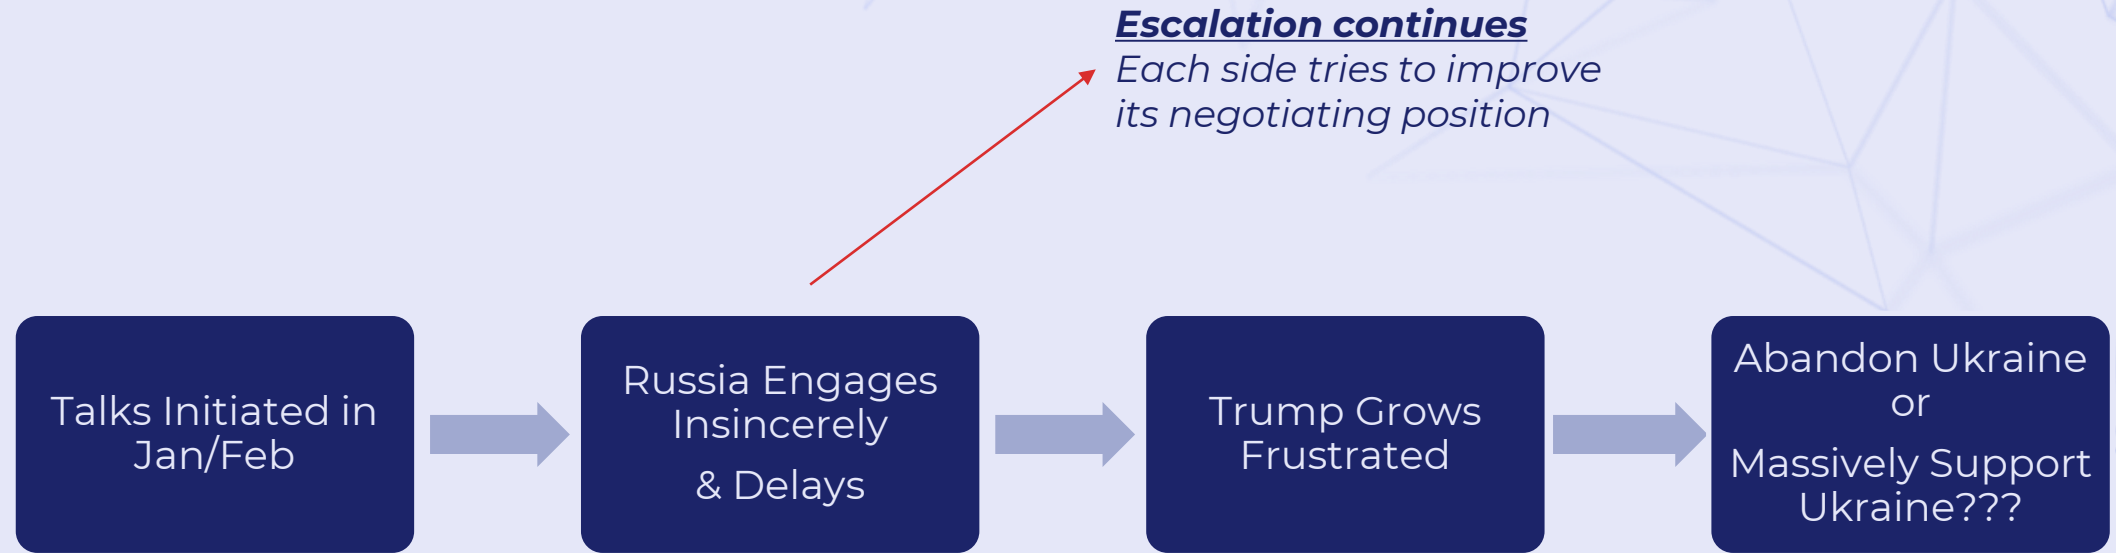 Escalation continues
Each side tries to improve
its negotiating position
Talks Initiated in
Jan/Feb
Russia Engages
Insincerely
& Delays
Trump Grows
Frustrated
Abandon Ukraine
or
Massively Support
Ukraine???